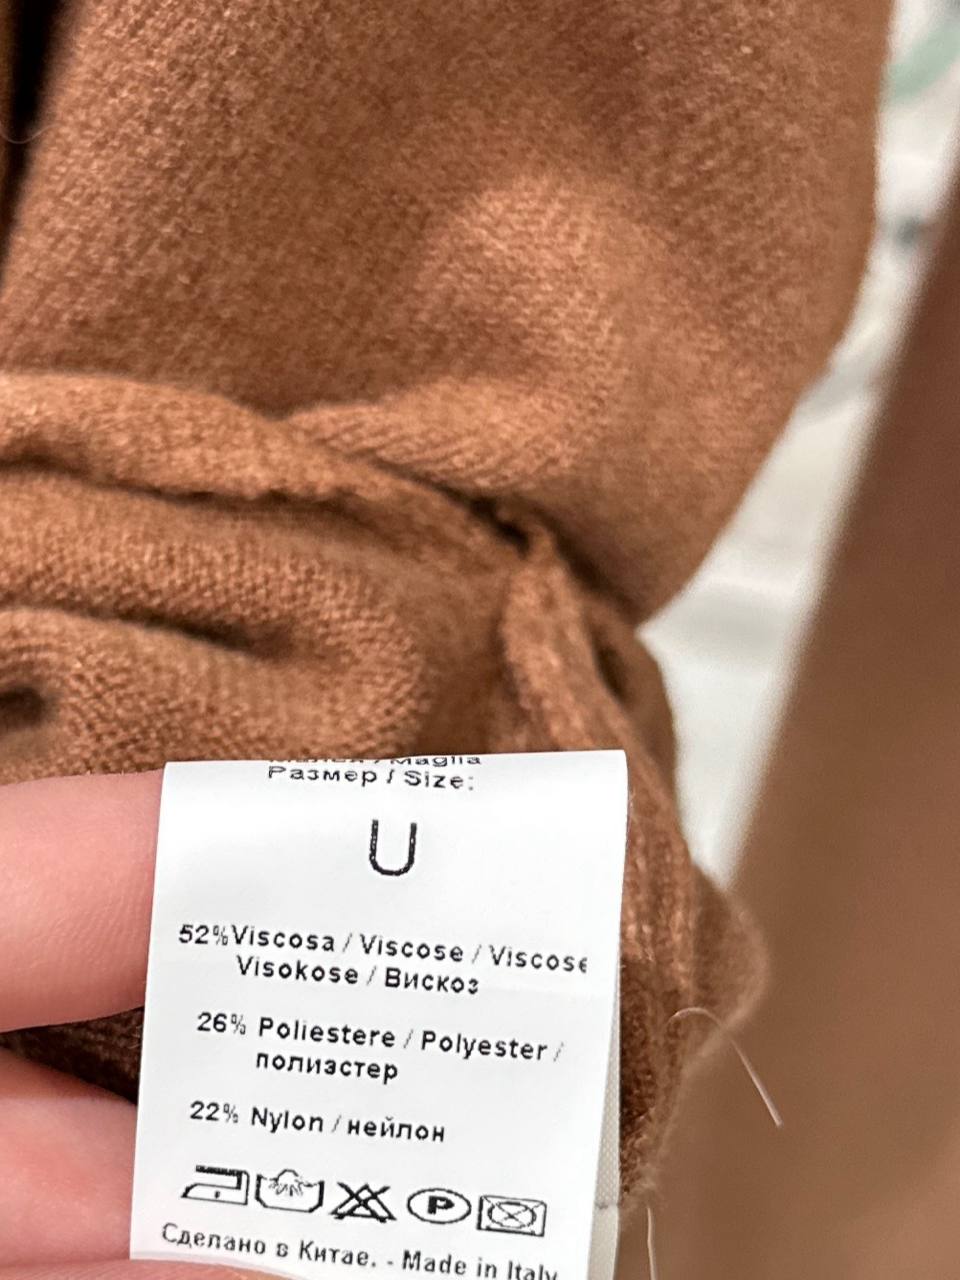 / Maglia
Размер / Size:
U
52%Viscosa / Viscose / Viscose
Visokose / Вискоз
26% Poliestere / Polyester /
полиэстер
22% Nylon / нейлон
P
Сделано в Китае. - Made in Italy